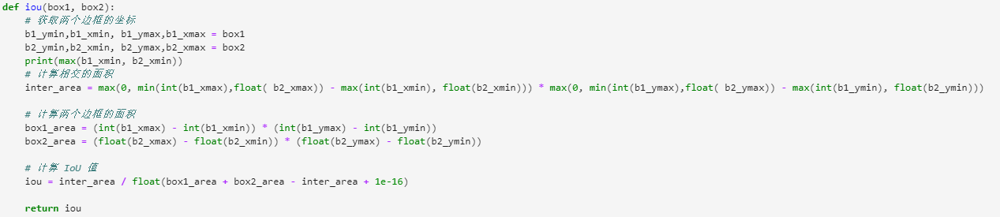 def iou(box1, box2):
    # 获取两个边框的坐标
    b1_ymin,b1_xmin, b1_ymax,b1_xmax = box1
    b2_ymin,b2_xmin, b2_ymax,b2_xmax = box2
    print(max(b1_xmin, b2_xmin))
    # 计算相交的面积
    inter_area = max(0, min(int(b1_xmax),float( b2_xmax)) - max(int(b1_xmin), float(b2_xmin))) * max(0, min(int(b1_ymax),float( b2_ymax)) - max(int(b1_ymin), float(b2_ymin)))

    # 计算两个边框的面积
    box1_area = (int(b1_xmax) - int(b1_xmin)) * (int(b1_ymax) - int(b1_ymin))
    box2_area = (float(b2_xmax) - float(b2_xmin)) * (float(b2_ymax) - float(b2_ymin))

    # 计算 IoU 值
    iou = inter_area / float(box1_area + box2_area - inter_area + 1e-16)

    return iou